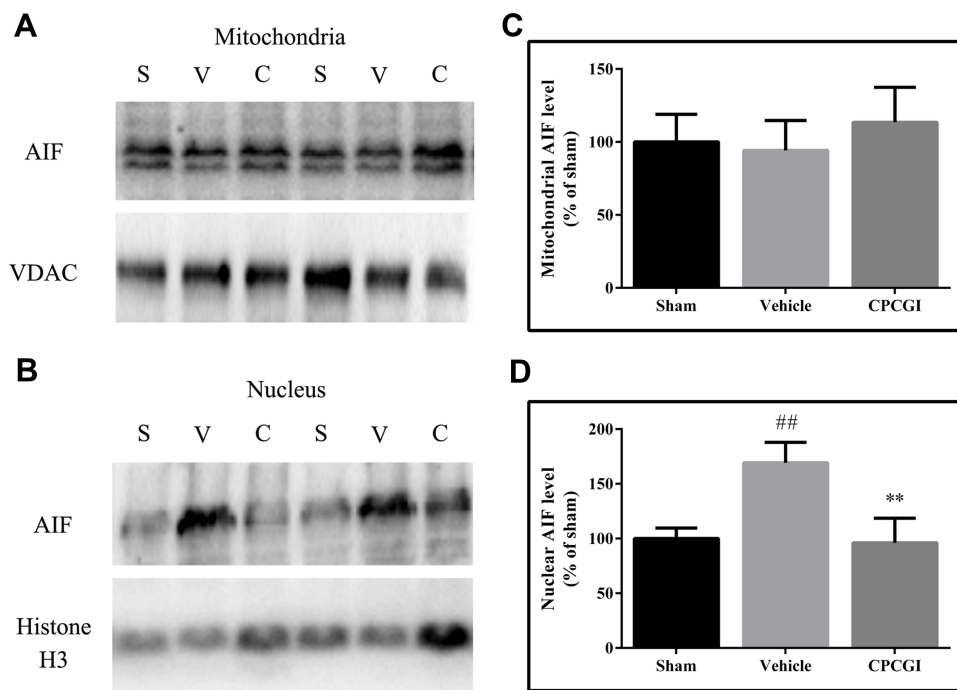 A
Mitochondria
S V C S V C
AIF
VDAC
B
Nucleus
S V C S V C
AIF
Histone
H3
C
Mitochondrial AIF level
(% of sham)
150
100
50
0
Sham Vehicle CPCGI
D
Nuclear AIF level
(% of sham)
200
150
100
50
0
##
**
Sham Vehicle CPCGI